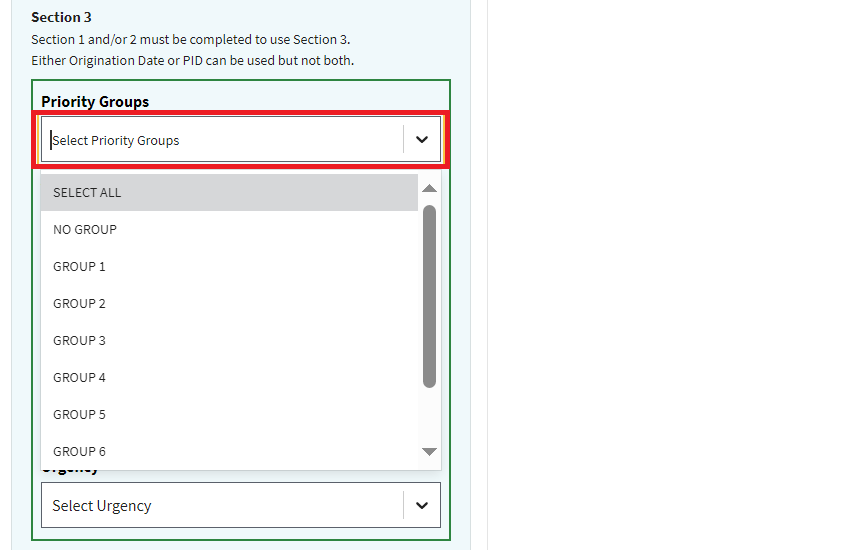 Section 3
Section 1 and/or 2 must be completed to use Section 3.
Either Origination Date or PID can be used but not both.
Priority Groups
Select Priority Groups
SELECT ALL
NO GROUP
GROUP 1
GROUP 2
GROUP 3
GROUP 4
GROUP 5
GROUP 6
Urgency
Select Urgency